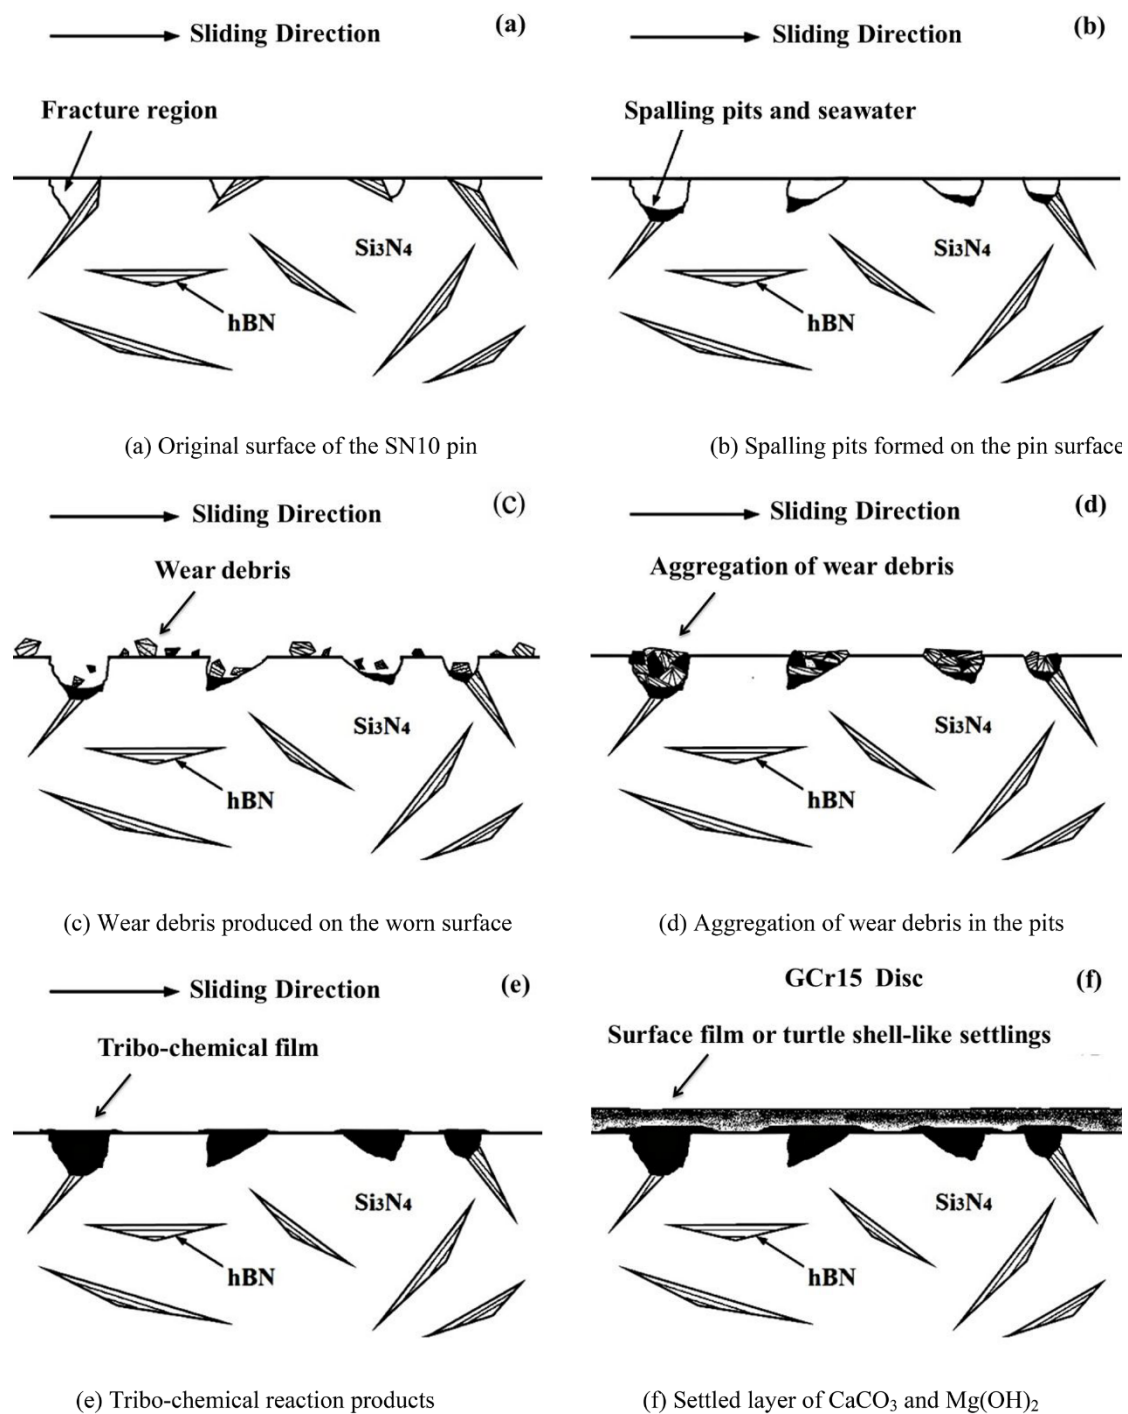 Sliding Direction
(a)
Fracture region
Si3N4
hBN
(a) Original surface of the SN10 pin
Sliding Direction
(b)
Spalling pits and seawater
Si3N4
hBN
(b) Spalling pits formed on the pin surface
Sliding Direction
(c)
Wear debris
Si3N4
hBN
(c) Wear debris produced on the worn surface
Sliding Direction
(d)
Aggregation of wear debris
Si3N4
hBN
(d) Aggregation of wear debris in the pits
Sliding Direction
(e)
Tribo-chemical film
Si3N4
hBN
(e) Tribo-chemical reaction products
GCr15 Disc
(f)
Surface film or turtle shell-like settlings
Si3N4
hBN
(f) Settled layer of CaCO3 and Mg(OH)2